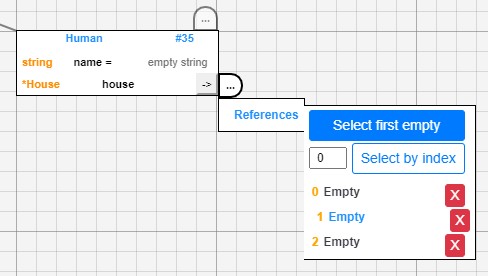 ...
Human #35
string name = empty string
*House house -> ...
References
Select first empty
0 Select by index
0 Empty X
1 Empty X
2 Empty X